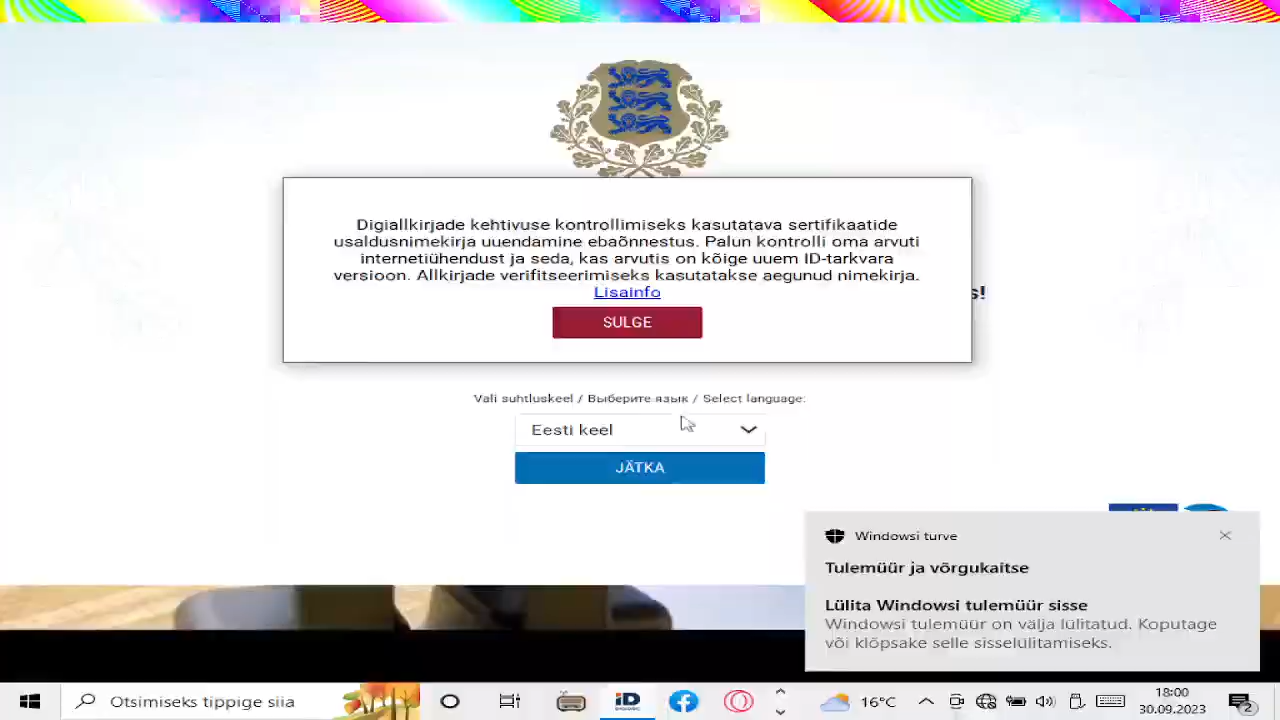 Digiallkirjade kehtivuse kontrollimiseks kasutatava sertifikaatide
usaldusnimekirja uuendamine ebaõnnestus. Palun kontrolli oma arvuti
internetiühendust ja seda, kas arvutis on kõige uuem ID-tarkvara
versioon. Allkirjade verifitseerimiseks kasutatakse aegunud nimekirja.
Lisainfo
s!
SULGE
Vali suhtluskeel / Выберите язык / Select language:
Eesti keel
JÄTKA
Windowsi turve
Tulemüür ja võrgukaitse
Lülita Windowsi tulemüür sisse
Windowsi tulemüür on välja lülitatud. Koputage
või klõpsake selle sisselülitamiseks.
Otsimiseks tippige siia
iD
DIGIDOC
16°C
18:00
30.09.2023
2